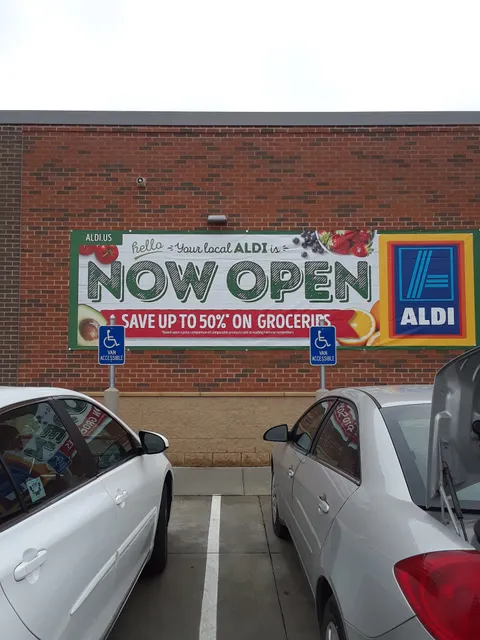 ALDI.US
hello Your local ALDI is
NOW OPEN
SAVE UP TO 50%* ON GROCERIES
ALDI
VAN
ACCESSIBLE
VAN
ACCESSIBLE